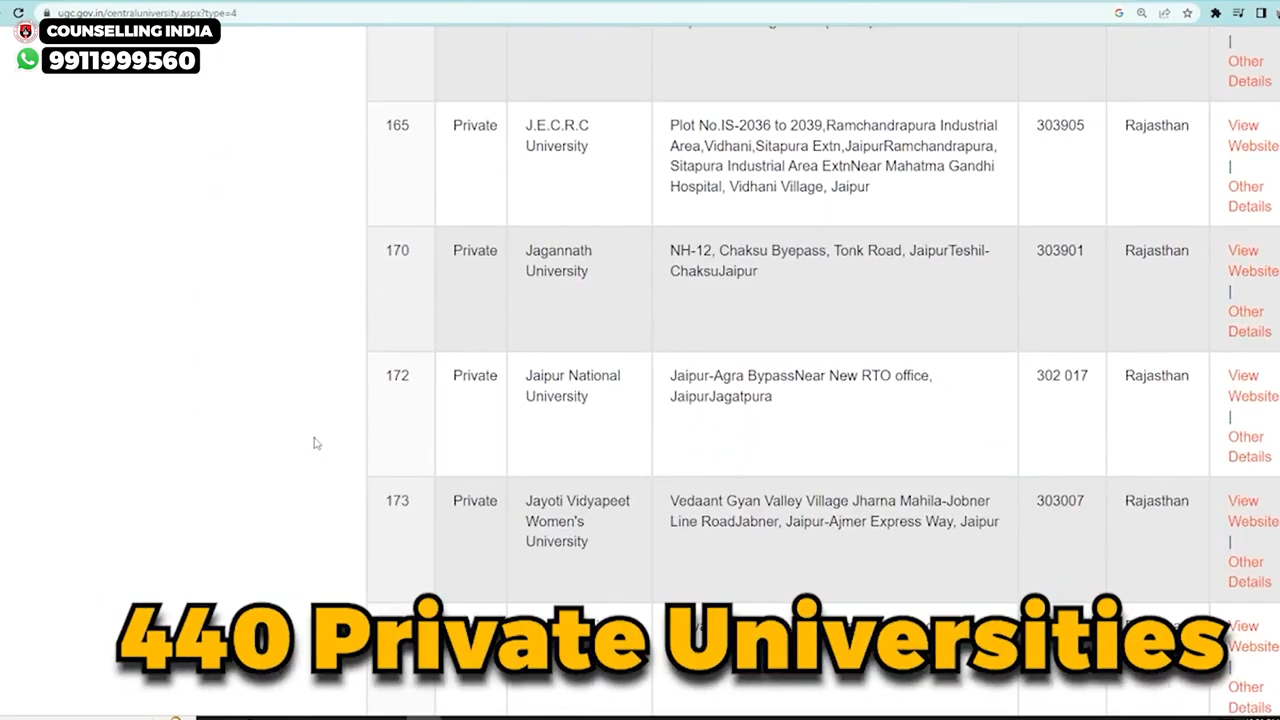 ugc.gov.in/centraluniversity.aspx?type=4
COUNSELLING INDIA
9911999560
|
Other
Details
165 Private J.E.C.R.C Plot No.IS-2036 to 2039,Ramchandrapura Industrial 303905 Rajasthan View
University Area,Vidhani,Sitapura Extn,JaipurRamchandrapura, Website
Sitapura Industrial Area ExtnNear Mahatma Gandhi |
Hospital, Vidhani Village, Jaipur Other
Details
170 Private Jagannath NH-12, Chaksu Byepass, Tonk Road, JaipurTeshil- 303901 Rajasthan View
University ChaksuJaipur Website
|
Other
Details
172 Private Jaipur National Jaipur-Agra BypassNear New RTO office, 302 017 Rajasthan View
University JaipurJagatpura Website
|
Other
Details
173 Private Jayoti Vidyapeet Vedaant Gyan Valley Village Jharna Mahila-Jobner 303007 Rajasthan View
Women's Line RoadJabner, Jaipur-Ajmer Express Way, Jaipur Website
University |
Other
Details
440 Private Universities
View
Website
Other
Details